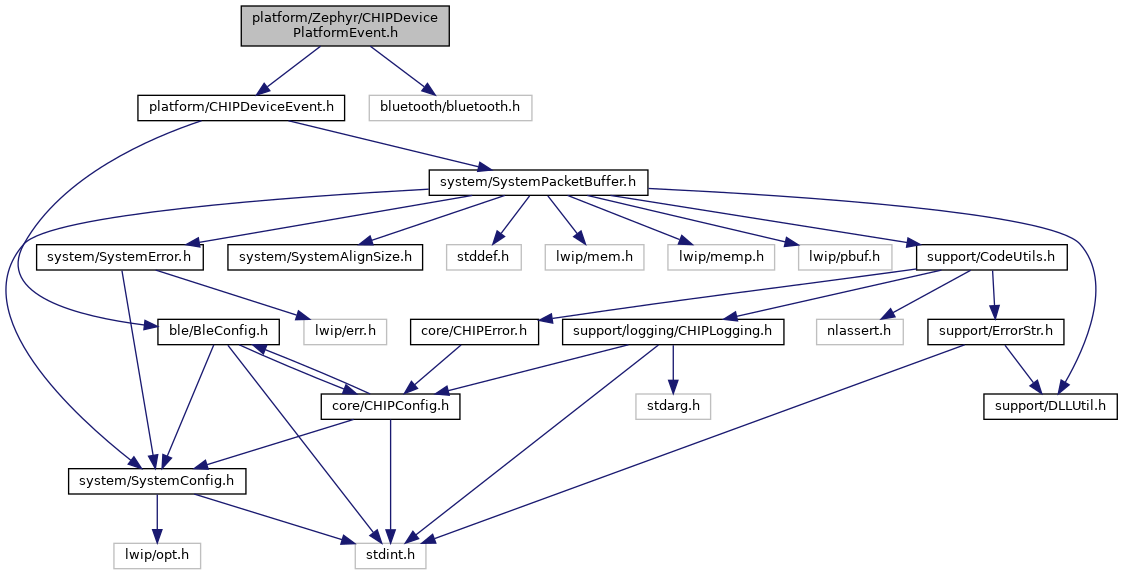 platform/Zephyr/CHIPDevice
PlatformEvent.h
platform/CHIPDeviceEvent.h
bluetooth/bluetooth.h
system/SystemPacketBuffer.h
system/SystemError.h
system/SystemAlignSize.h
stddef.h
lwip/mem.h
lwip/memp.h
lwip/pbuf.h
support/CodeUtils.h
ble/BleConfig.h
lwip/err.h
core/CHIPError.h
support/logging/CHIPLogging.h
nlassert.h
support/ErrorStr.h
core/CHIPConfig.h
stdarg.h
support/DLLUtil.h
system/SystemConfig.h
lwip/opt.h
stdint.h